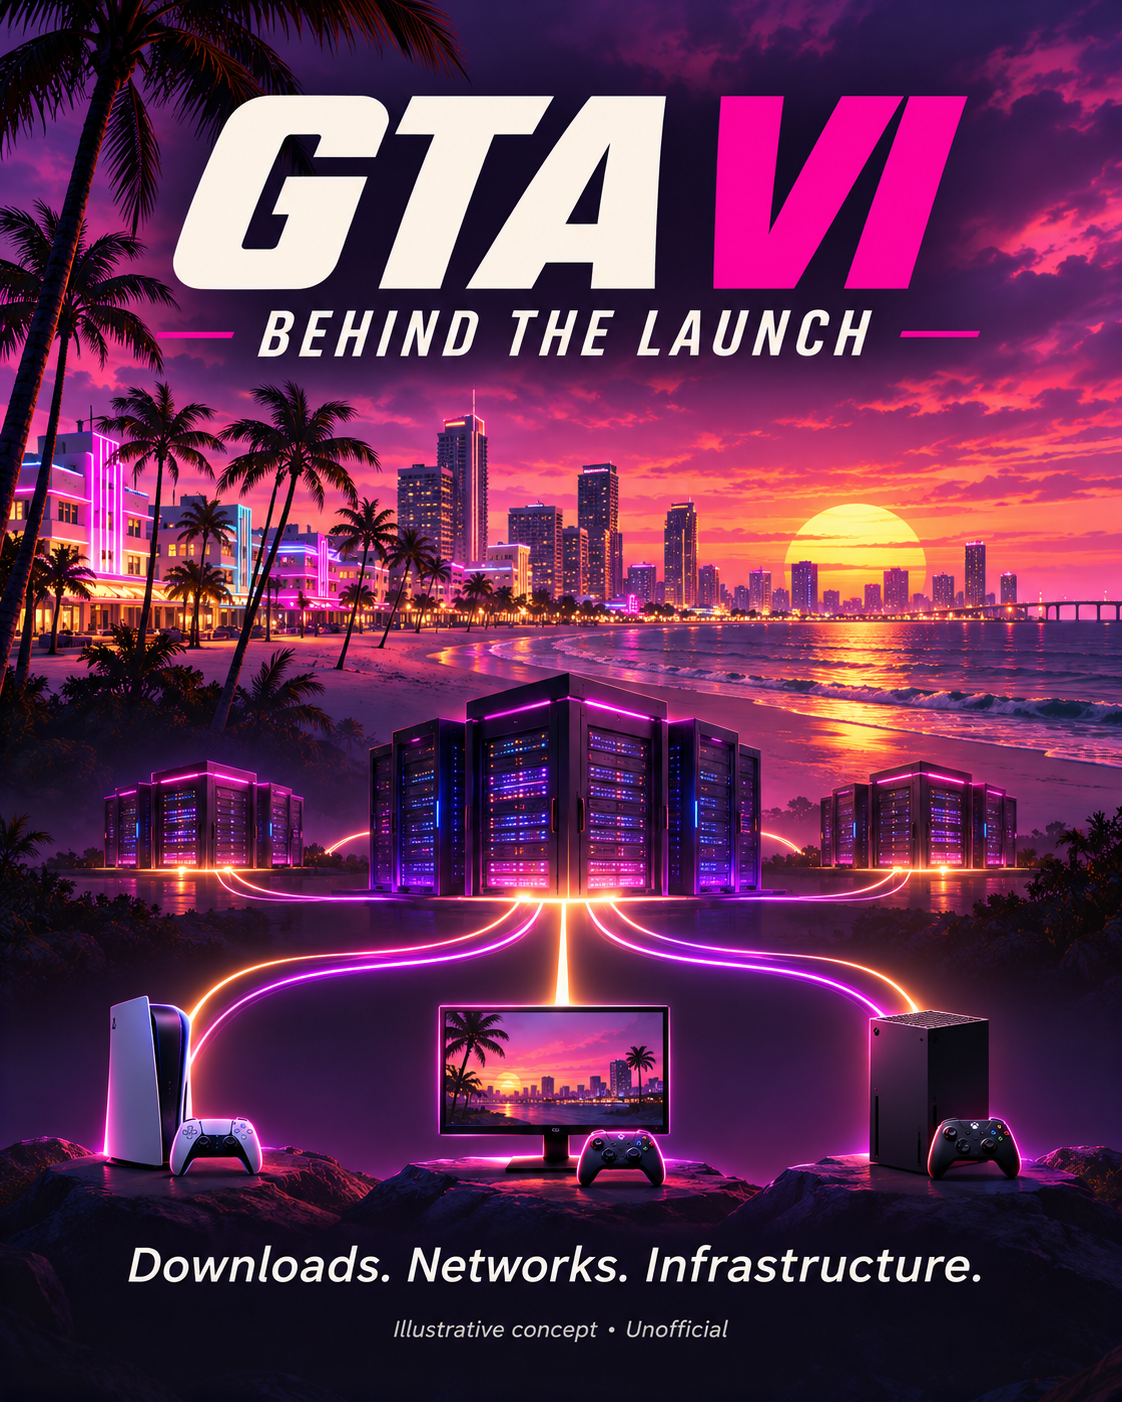 GTA VI
BEHIND THE LAUNCH
Downloads. Networks. Infrastructure.
Illustrative concept • Unofficial